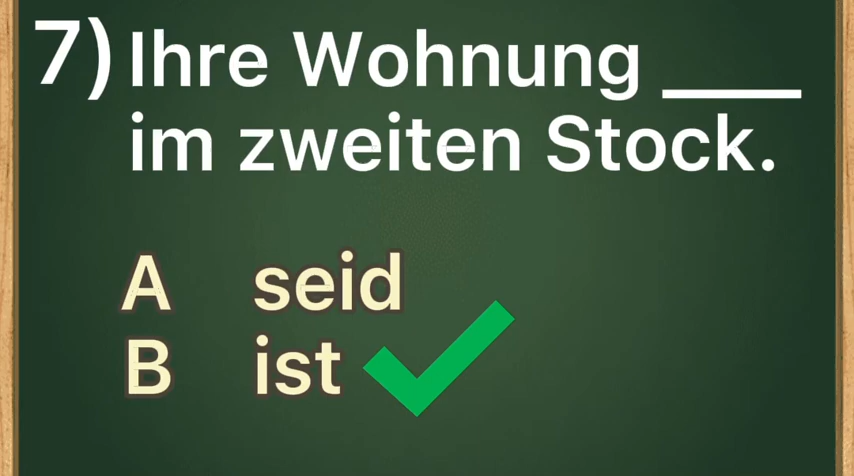 7) Ihre Wohnung ____
im zweiten Stock.
A seid
B ist